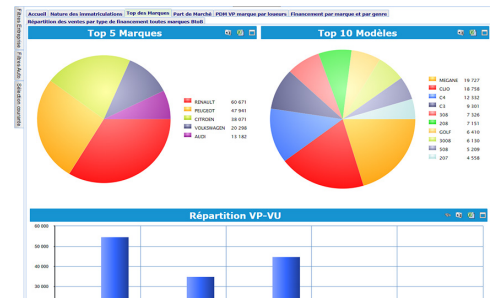 Accueil Nature des immatriculations Top des Marques Part de Marché PDM VP marque par loueurs Financement par marque et par genre
Répartition des ventes par type de financement toutes marques BtoB
Filtres Entreprise
Filtres Auto
Sélection courante
Top 5 Marques
RENAULT 60 671
PEUGEOT 47 941
CITROEN 38 971
VOLKSWAGEN 20 298
AUDI 13 182
Top 10 Modèles
MEGANE 19 727
CLIO 18 758
C4 12 332
C3 9 301
308 7 326
208 7 151
GOLF 6 410
3008 6 130
508 5 209
207 4 558
Répartition VP-VU
60 000
50 000
40 000
30 000